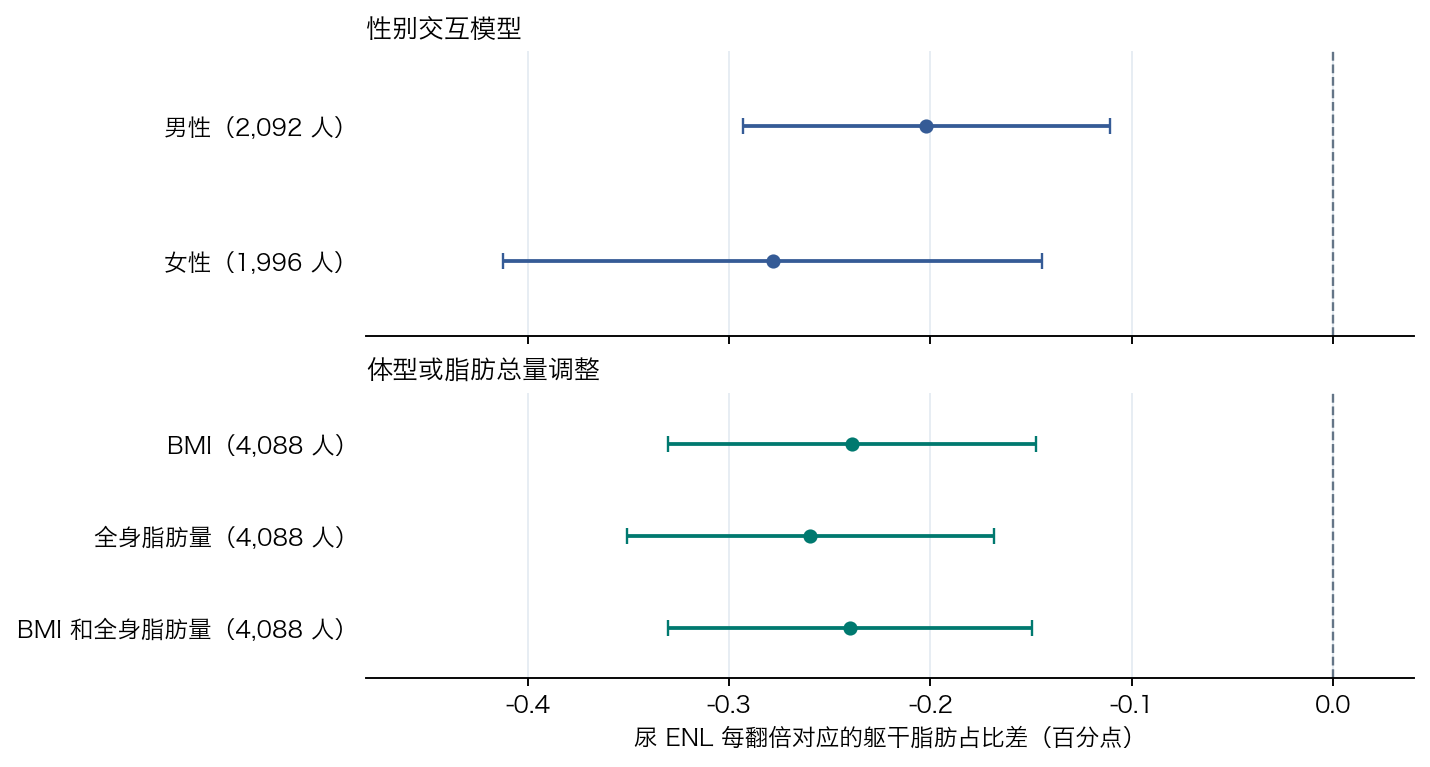 性别交互模型
男性（2,092 人）
女性（1,996 人）
体型或脂肪总量调整
BMI（4,088 人）
全身脂肪量（4,088 人）
BMI 和全身脂肪量（4,088 人）
-0.4 -0.3 -0.2 -0.1 0.0
尿 ENL 每翻倍对应的躯干脂肪占比差（百分点）